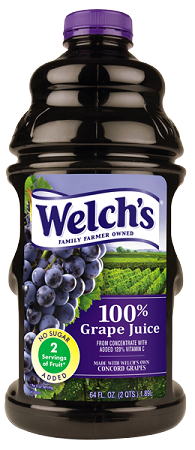 Welch's
FAMILY FARMER OWNED
100%
Grape Juice
FROM CONCENTRATE WITH
ADDED 120% VITAMIN C
MADE WITH WELCH'S OWN
CONCORD GRAPES
NO SUGAR
2
Servings
of Fruit*
ADDED
64 FL. OZ. (2 QTS) 1.89L